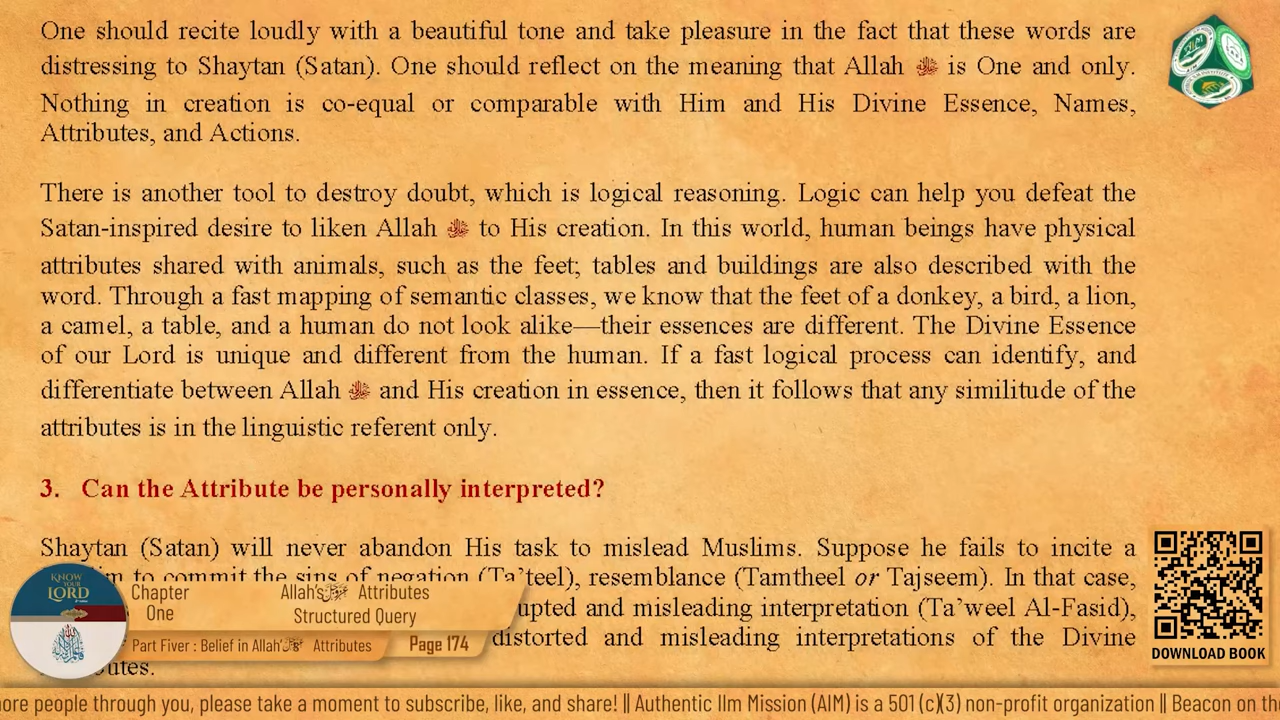 One should recite loudly with a beautiful tone and take pleasure in the fact that these words are
distressing to Shaytan (Satan). One should reflect on the meaning that Allah ﷻ is One and only.
Nothing in creation is co-equal or comparable with Him and His Divine Essence, Names,
Attributes, and Actions.
There is another tool to destroy doubt, which is logical reasoning. Logic can help you defeat the
Satan-inspired desire to liken Allah ﷻ to His creation. In this world, human beings have physical
attributes shared with animals, such as the feet; tables and buildings are also described with the
word. Through a fast mapping of semantic classes, we know that the feet of a donkey, a bird, a lion,
a camel, a table, and a human do not look alike—their essences are different. The Divine Essence
of our Lord is unique and different from the human. If a fast logical process can identify, and
differentiate between Allah ﷻ and His creation in essence, then it follows that any similitude of the
attributes is in the linguistic referent only.
3. Can the Attribute be personally interpreted?
Shaytan (Satan) will never abandon His task to mislead Muslims. Suppose he fails to incite a
to commit the sins of negation (Ta'teel), resemblance (Tamtheel or Tajseem). In that case,
upted and misleading interpretation (Ta'weel Al-Fasid),
distorted and misleading interpretations of the Divine
utes.
KNOW
YOUR
LORD
Chapter
One
Allah's ﷻ Attributes
Structured Query
Part Fiver : Belief in Allah's ﷻ Attributes
Page 174
DOWNLOAD BOOK
ore people through you, please take a moment to subscribe, like, and share! || Authentic Ilm Mission (AIM) is a 501 (c)(3) non-profit organization || Beacon on th